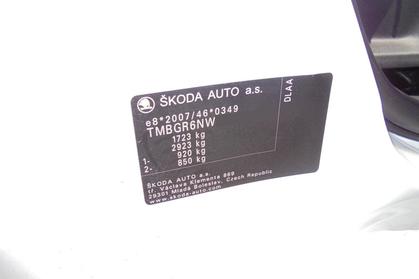 ŠKODA AUTO a.s.
e8*2007/46*0349
TMBGR6NW
1723 kg
2923 kg
1- 920 kg
2- 850 kg
DLAA
ŠKODA AUTO a.s.
tř. Václava Klementa 869
29301 Mladá Boleslav, Czech Republic
www.skoda-auto.com